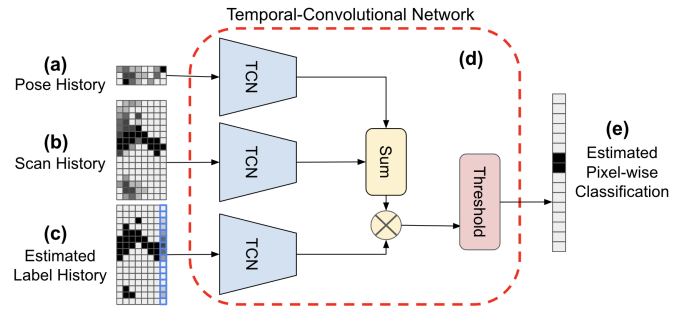 Temporal-Convolutional Network
(a)
Pose History
(b)
Scan History
(c)
Estimated
Label History
TCN
TCN
TCN
(d)
Sum
Threshold
(e)
Estimated
Pixel-wise
Classification